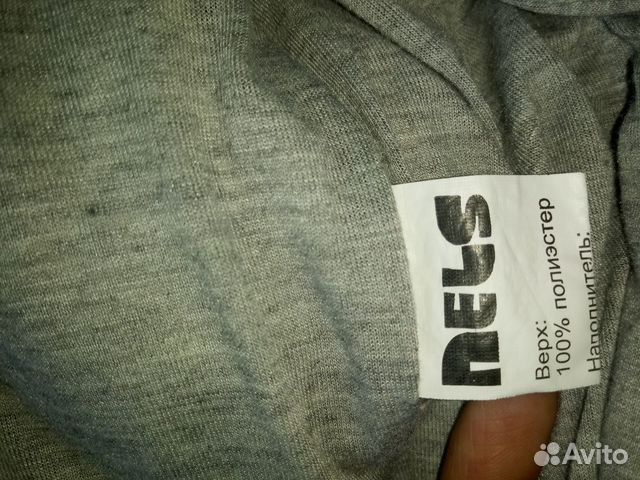 NELS
Верх:
100% полиэстер
Наполнитель:
Avito